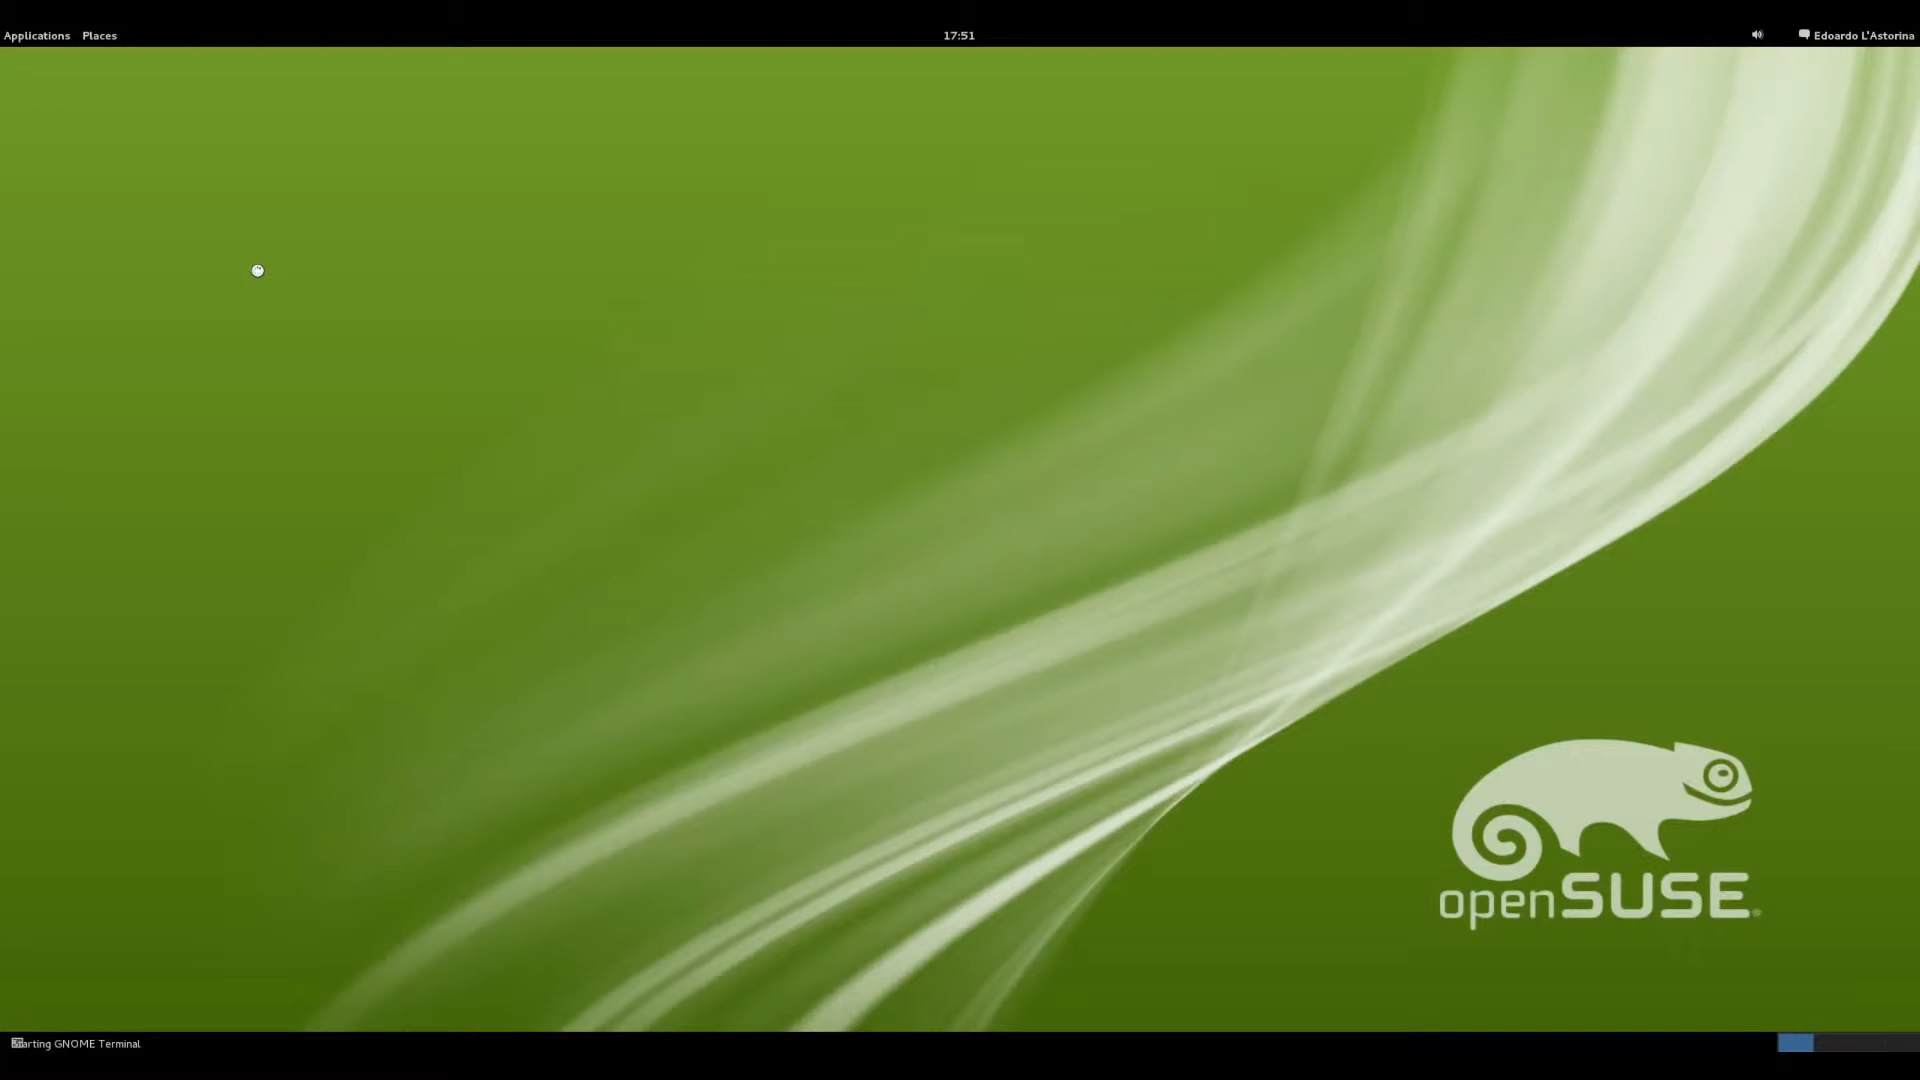 Applications Places 17:51 Edoardo L'Astorina
openSUSE
arting GNOME Terminal